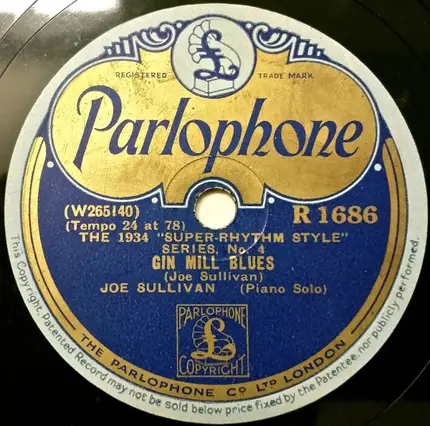 £
REGISTERED TRADE MARK
Parlophone
(W265140)
(Tempo 24 at 78)
R 1686
THE 1934 "SUPER-RHYTHM STYLE"
SERIES, No. 4
GIN MILL BLUES
(Joe Sullivan)
JOE SULLIVAN (Piano Solo)
PARLOPHONE
£
COPYRIGHT
THE PARLOPHONE CO LTD LONDON
This Copyright, Patented Record may not be sold below price fixed by the Patentee, nor publicly performed.